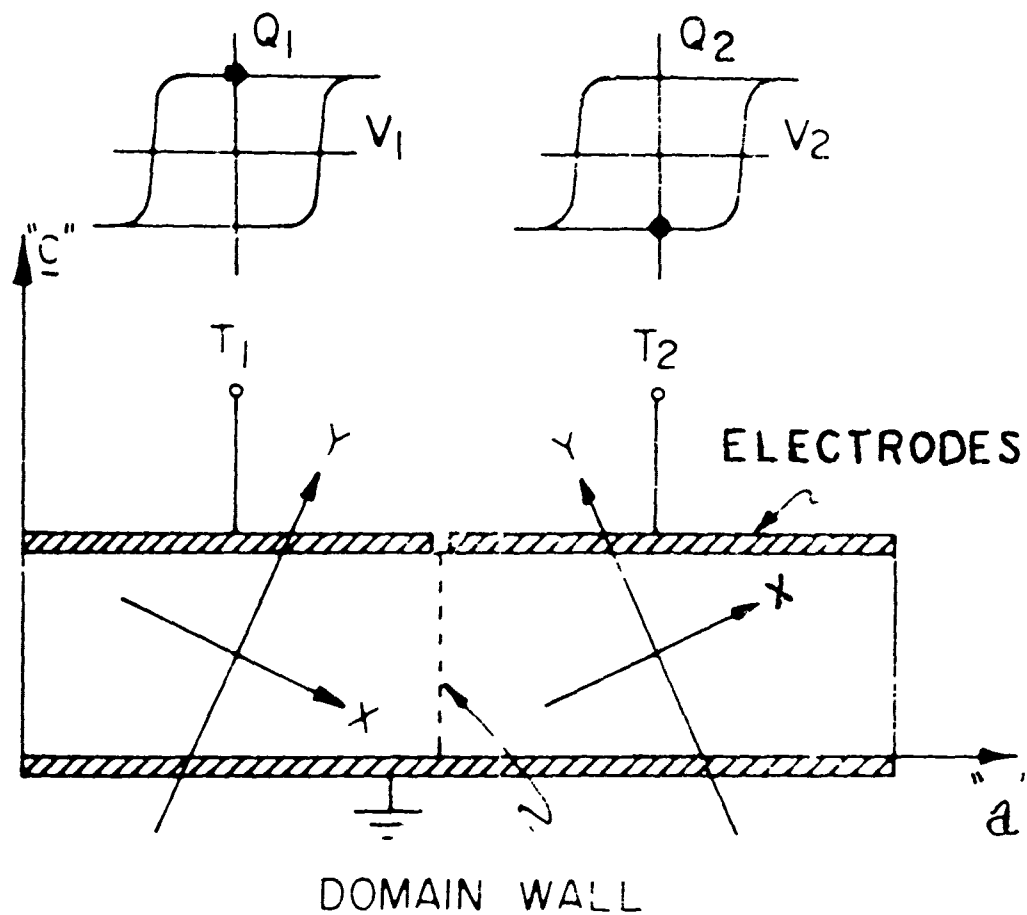 Q1
Q2
V1
V2
"c"
T1
T2
Y
Y
ELECTRODES
X
X
"a"
DOMAIN WALL